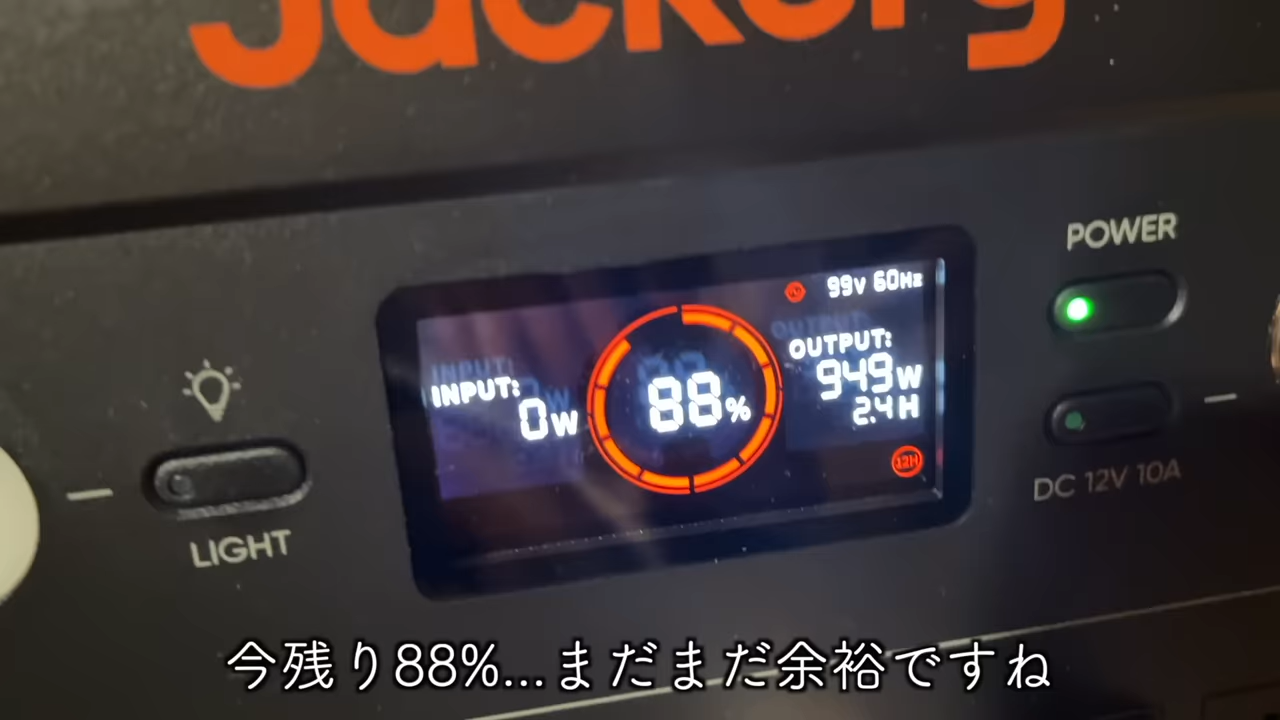 Jackery
POWER
99V 60Hz
OUTPUT:
949W
2.4H
INPUT:
0W
88%
12H
LIGHT
DC 12V 10A
今残り88%...まだまだ余裕ですね